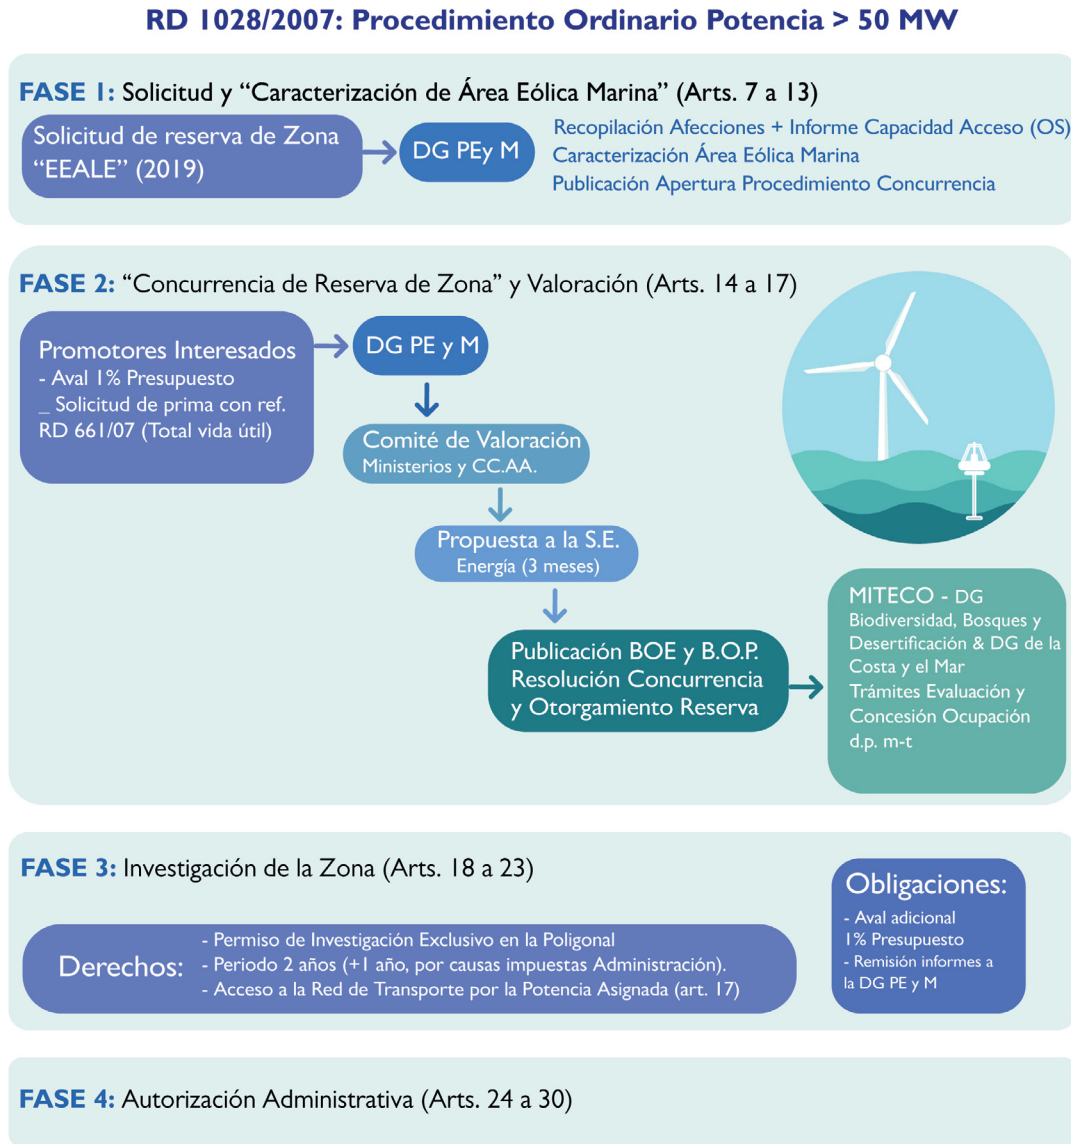 RD 1028/2007: Procedimiento Ordinario Potencia > 50 MW
FASE 1: Solicitud y “Caracterización de Área Eólica Marina” (Arts. 7 a 13)
Solicitud de reserva de Zona
“EEALE” (2019)
DG PEy M
Recopilación Afecciones + Informe Capacidad Acceso (OS)
Caracterización Área Eólica Marina
Publicación Apertura Procedimiento Concurrencia
FASE 2: “Concurrencia de Reserva de Zona” y Valoración (Arts. 14 a 17)
Promotores Interesados
- Aval 1% Presupuesto
_ Solicitud de prima con ref.
RD 661/07 (Total vida útil)
DG PE y M
Comité de Valoración
Ministerios y CC.AA.
Propuesta a la S.E.
Energía (3 meses)
Publicación BOE y B.O.P.
Resolución Concurrencia
y Otorgamiento Reserva
MITECO - DG
Biodiversidad, Bosques y
Desertificación & DG de la
Costa y el Mar
Trámites Evaluación y
Concesión Ocupación
d.p. m-t
FASE 3: Investigación de la Zona (Arts. 18 a 23)
Derechos:
- Permiso de Investigación Exclusivo en la Poligonal
- Periodo 2 años (+1 año, por causas impuestas Administración).
- Acceso a la Red de Transporte por la Potencia Asignada (art. 17)
Obligaciones:
- Aval adicional
1% Presupuesto
- Remisión informes a
la DG PE y M
FASE 4: Autorización Administrativa (Arts. 24 a 30)